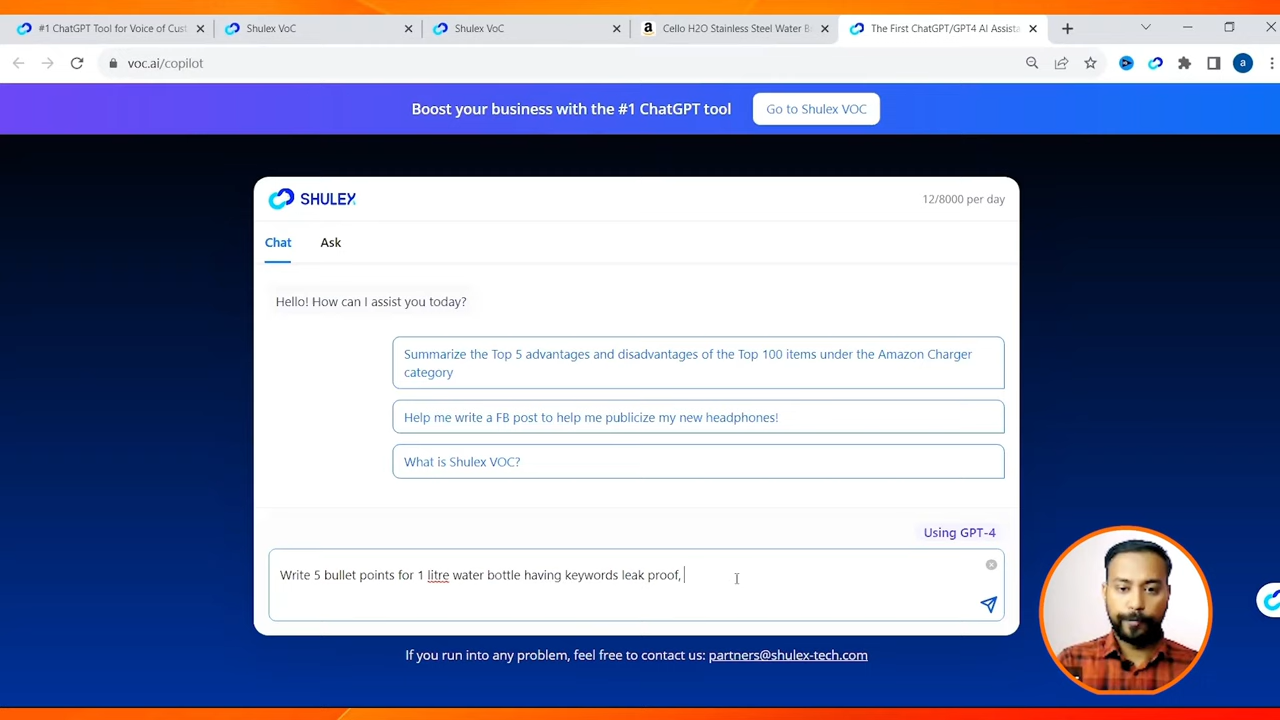 #1 ChatGPT Tool for Voice of Cust
Shulex VoC
Shulex VoC
Cello H2O Stainless Steel Water B
The First ChatGPT/GPT4 AI Assista
voc.ai/copilot
a
Boost your business with the #1 ChatGPT tool
Go to Shulex VOC
SHULEX
12/8000 per day
Chat
Ask
Hello! How can I assist you today?
Summarize the Top 5 advantages and disadvantages of the Top 100 items under the Amazon Charger
category
Help me write a FB post to help me publicize my new headphones!
What is Shulex VOC?
Using GPT-4
Write 5 bullet points for 1 litre water bottle having keywords leak proof,
If you run into any problem, feel free to contact us: partners@shulex-tech.com